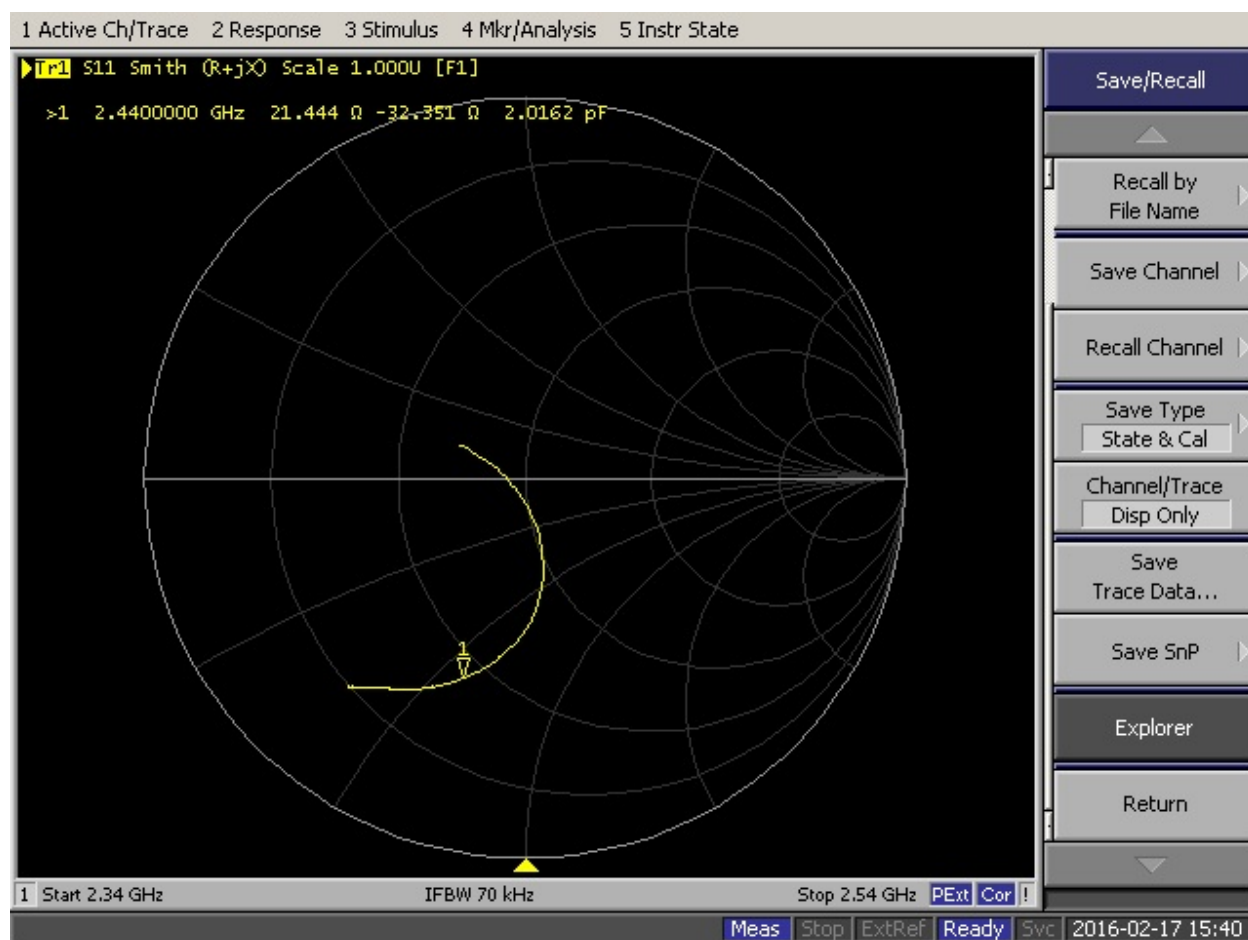 1 Active Ch/Trace 2 Response 3 Stimulus 4 Mkr/Analysis 5 Instr State
Tr1 S11 Smith (R+jX) Scale 1.000U [F1]
>1 2.4400000 GHz 21.444 Ω -32.351 Ω 2.0162 pF
1
Save/Recall
Recall by
File Name
Save Channel
Recall Channel
Save Type
State & Cal
Channel/Trace
Disp Only
Save
Trace Data...
Save SnP
Explorer
Return
1 Start 2.34 GHz IFBW 70 kHz Stop 2.54 GHz PExt Cor !
Meas Stop ExtRef Ready Svc 2016-02-17 15:40